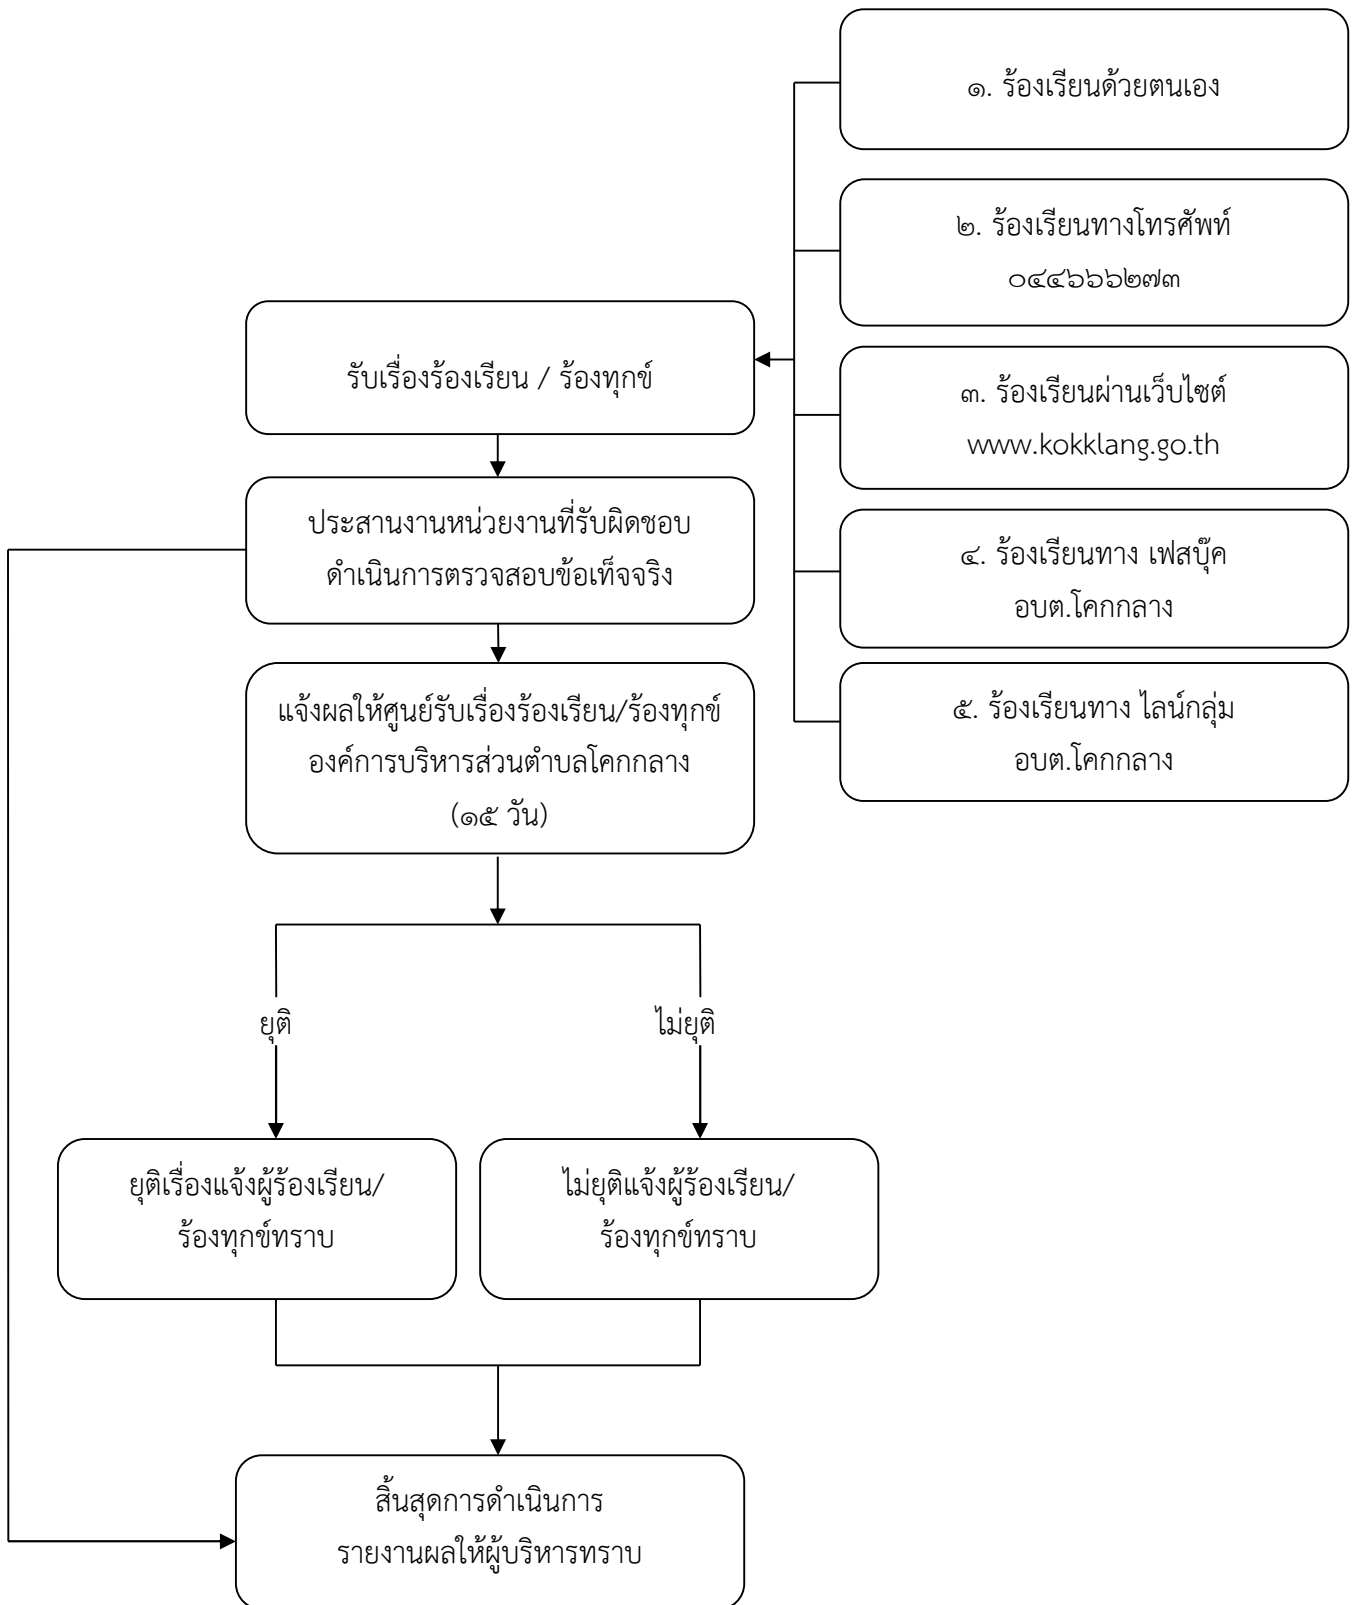 ๑. ร้องเรียนด้วยตนเอง
๒. ร้องเรียนทางโทรศัพท์
๐๔๔๖๖๖๒๗๓
๓. ร้องเรียนผ่านเว็บไซต์
www.kokklang.go.th
๔. ร้องเรียนทาง เฟสบุ๊ค
อบต.โคกกลาง
๕. ร้องเรียนทาง ไลน์กลุ่ม
อบต.โคกกลาง
รับเรื่องร้องเรียน / ร้องทุกข์
ประสานงานหน่วยงานที่รับผิดชอบ
ดำเนินการตรวจสอบข้อเท็จจริง
แจ้งผลให้ศูนย์รับเรื่องร้องเรียน/ร้องทุกข์
องค์การบริหารส่วนตำบลโคกกลาง
(๑๕ วัน)
ยุติ
ไม่ยุติ
ยุติเรื่องแจ้งผู้ร้องเรียน/
ร้องทุกข์ทราบ
ไม่ยุติแจ้งผู้ร้องเรียน/
ร้องทุกข์ทราบ
สิ้นสุดการดำเนินการ
รายงานผลให้ผู้บริหารทราบ